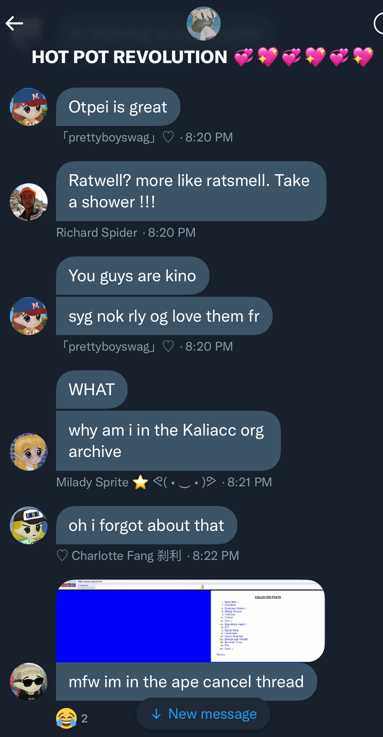 HOT POT REVOLUTION 💞💖💞💖💞💖
Otpei is great
「prettyboyswag」♡ · 8:20 PM
Ratwell? more like ratsmell. Take
a shower !!!
Richard Spider · 8:20 PM
You guys are kino
syg nok rly og love them fr
「prettyboyswag」♡ · 8:20 PM
WHAT
why am i in the Kaliacc org
archive
Milady Sprite ⭐ · 8:21 PM
oh i forgot about that
♡ Charlotte Fang 刹利 · 8:22 PM
COLLECTED POSTS
mfw im in the ape cancel thread
😂 2
↓ New message